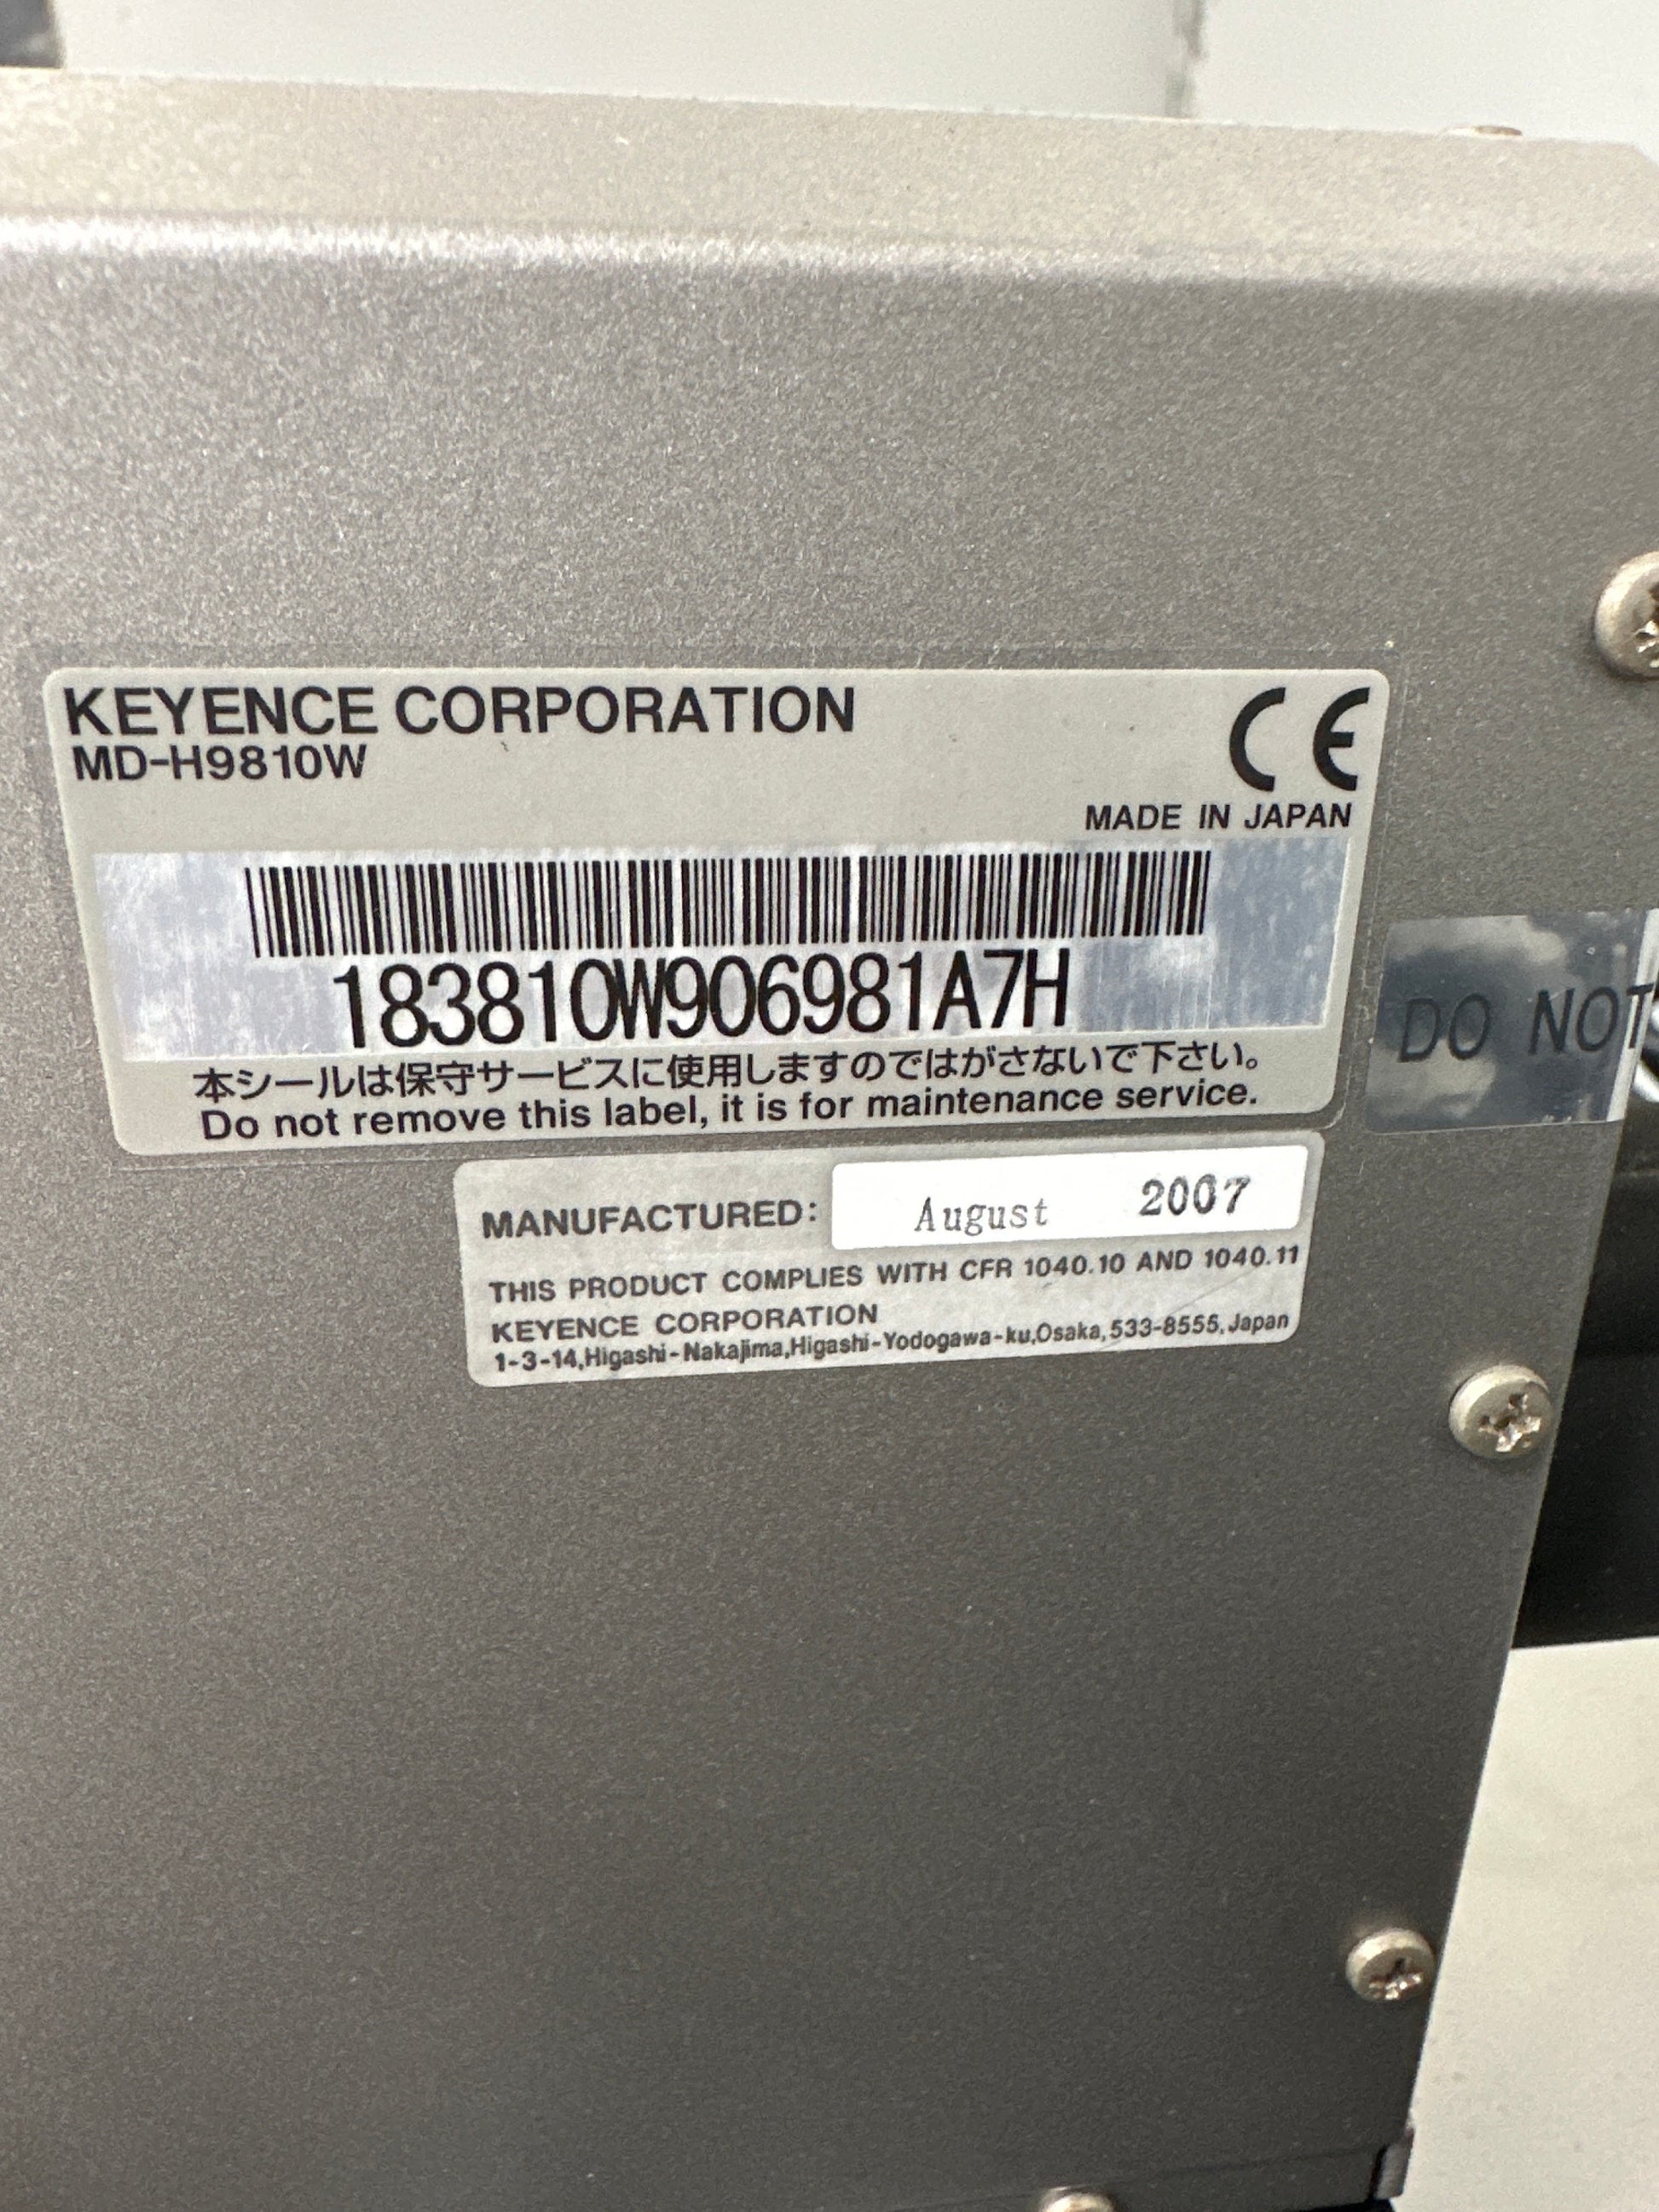 KEYENCE CORPORATION
MD-H9810W
CE
MADE IN JAPAN
183810W906981A7H
本シールは保守サービスに使用しますのではがさないで下さい。
Do not remove this label, it is for maintenance service.
DO NOT
MANUFACTURED: August 2007
THIS PRODUCT COMPLIES WITH CFR 1040.10 AND 1040.11
KEYENCE CORPORATION
1-3-14,Higashi-Nakajima,Higashi-Yodogawa-ku,Osaka,533-8555,Japan